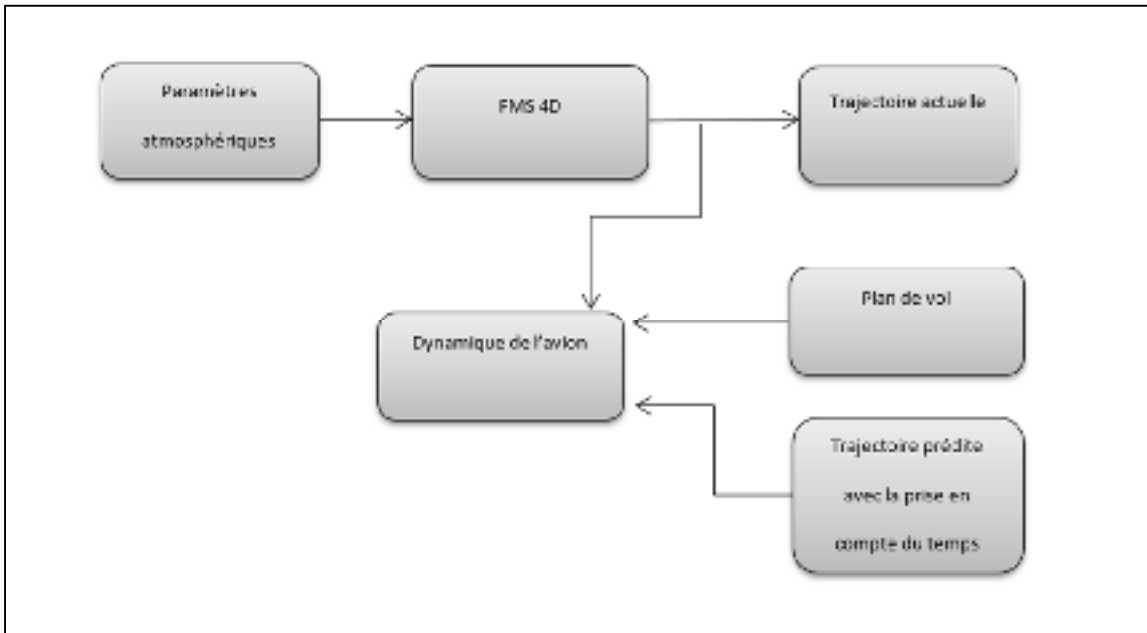 Paramètres
atmosphériques
FMS 4D
Trajectoire actuelle
Plan de vol
Dynamique de l'avion
Trajectoire prédite
avec la prise en
compte du temps